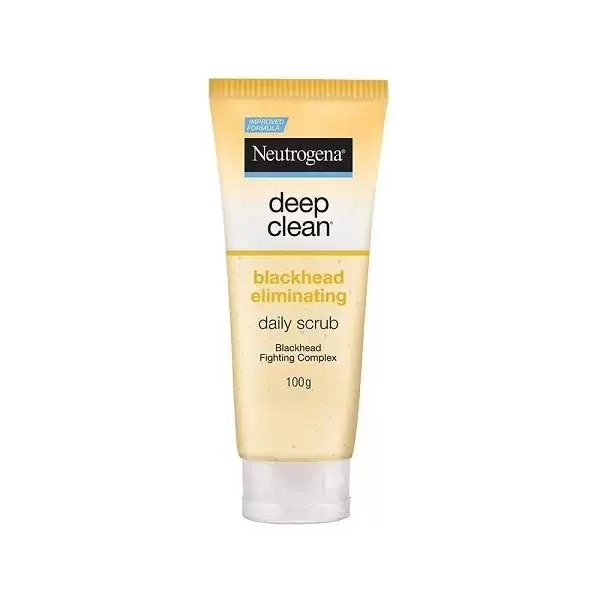 IMPROVED
FORMULA
Neutrogena®
deep
clean®
blackhead
eliminating
daily scrub
Blackhead
Fighting Complex
100g